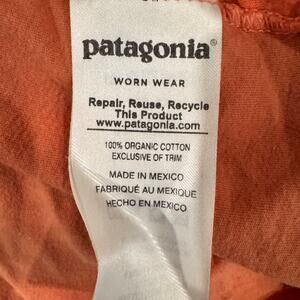 patagonia®
WORN WEAR
Repair, Reuse, Recycle
This Product
www.patagonia.com
100% ORGANIC COTTON
EXCLUSIVE OF TRIM
MADE IN MEXICO
FABRIQUÉ AU MEXIQUE
HECHO EN MEXICO